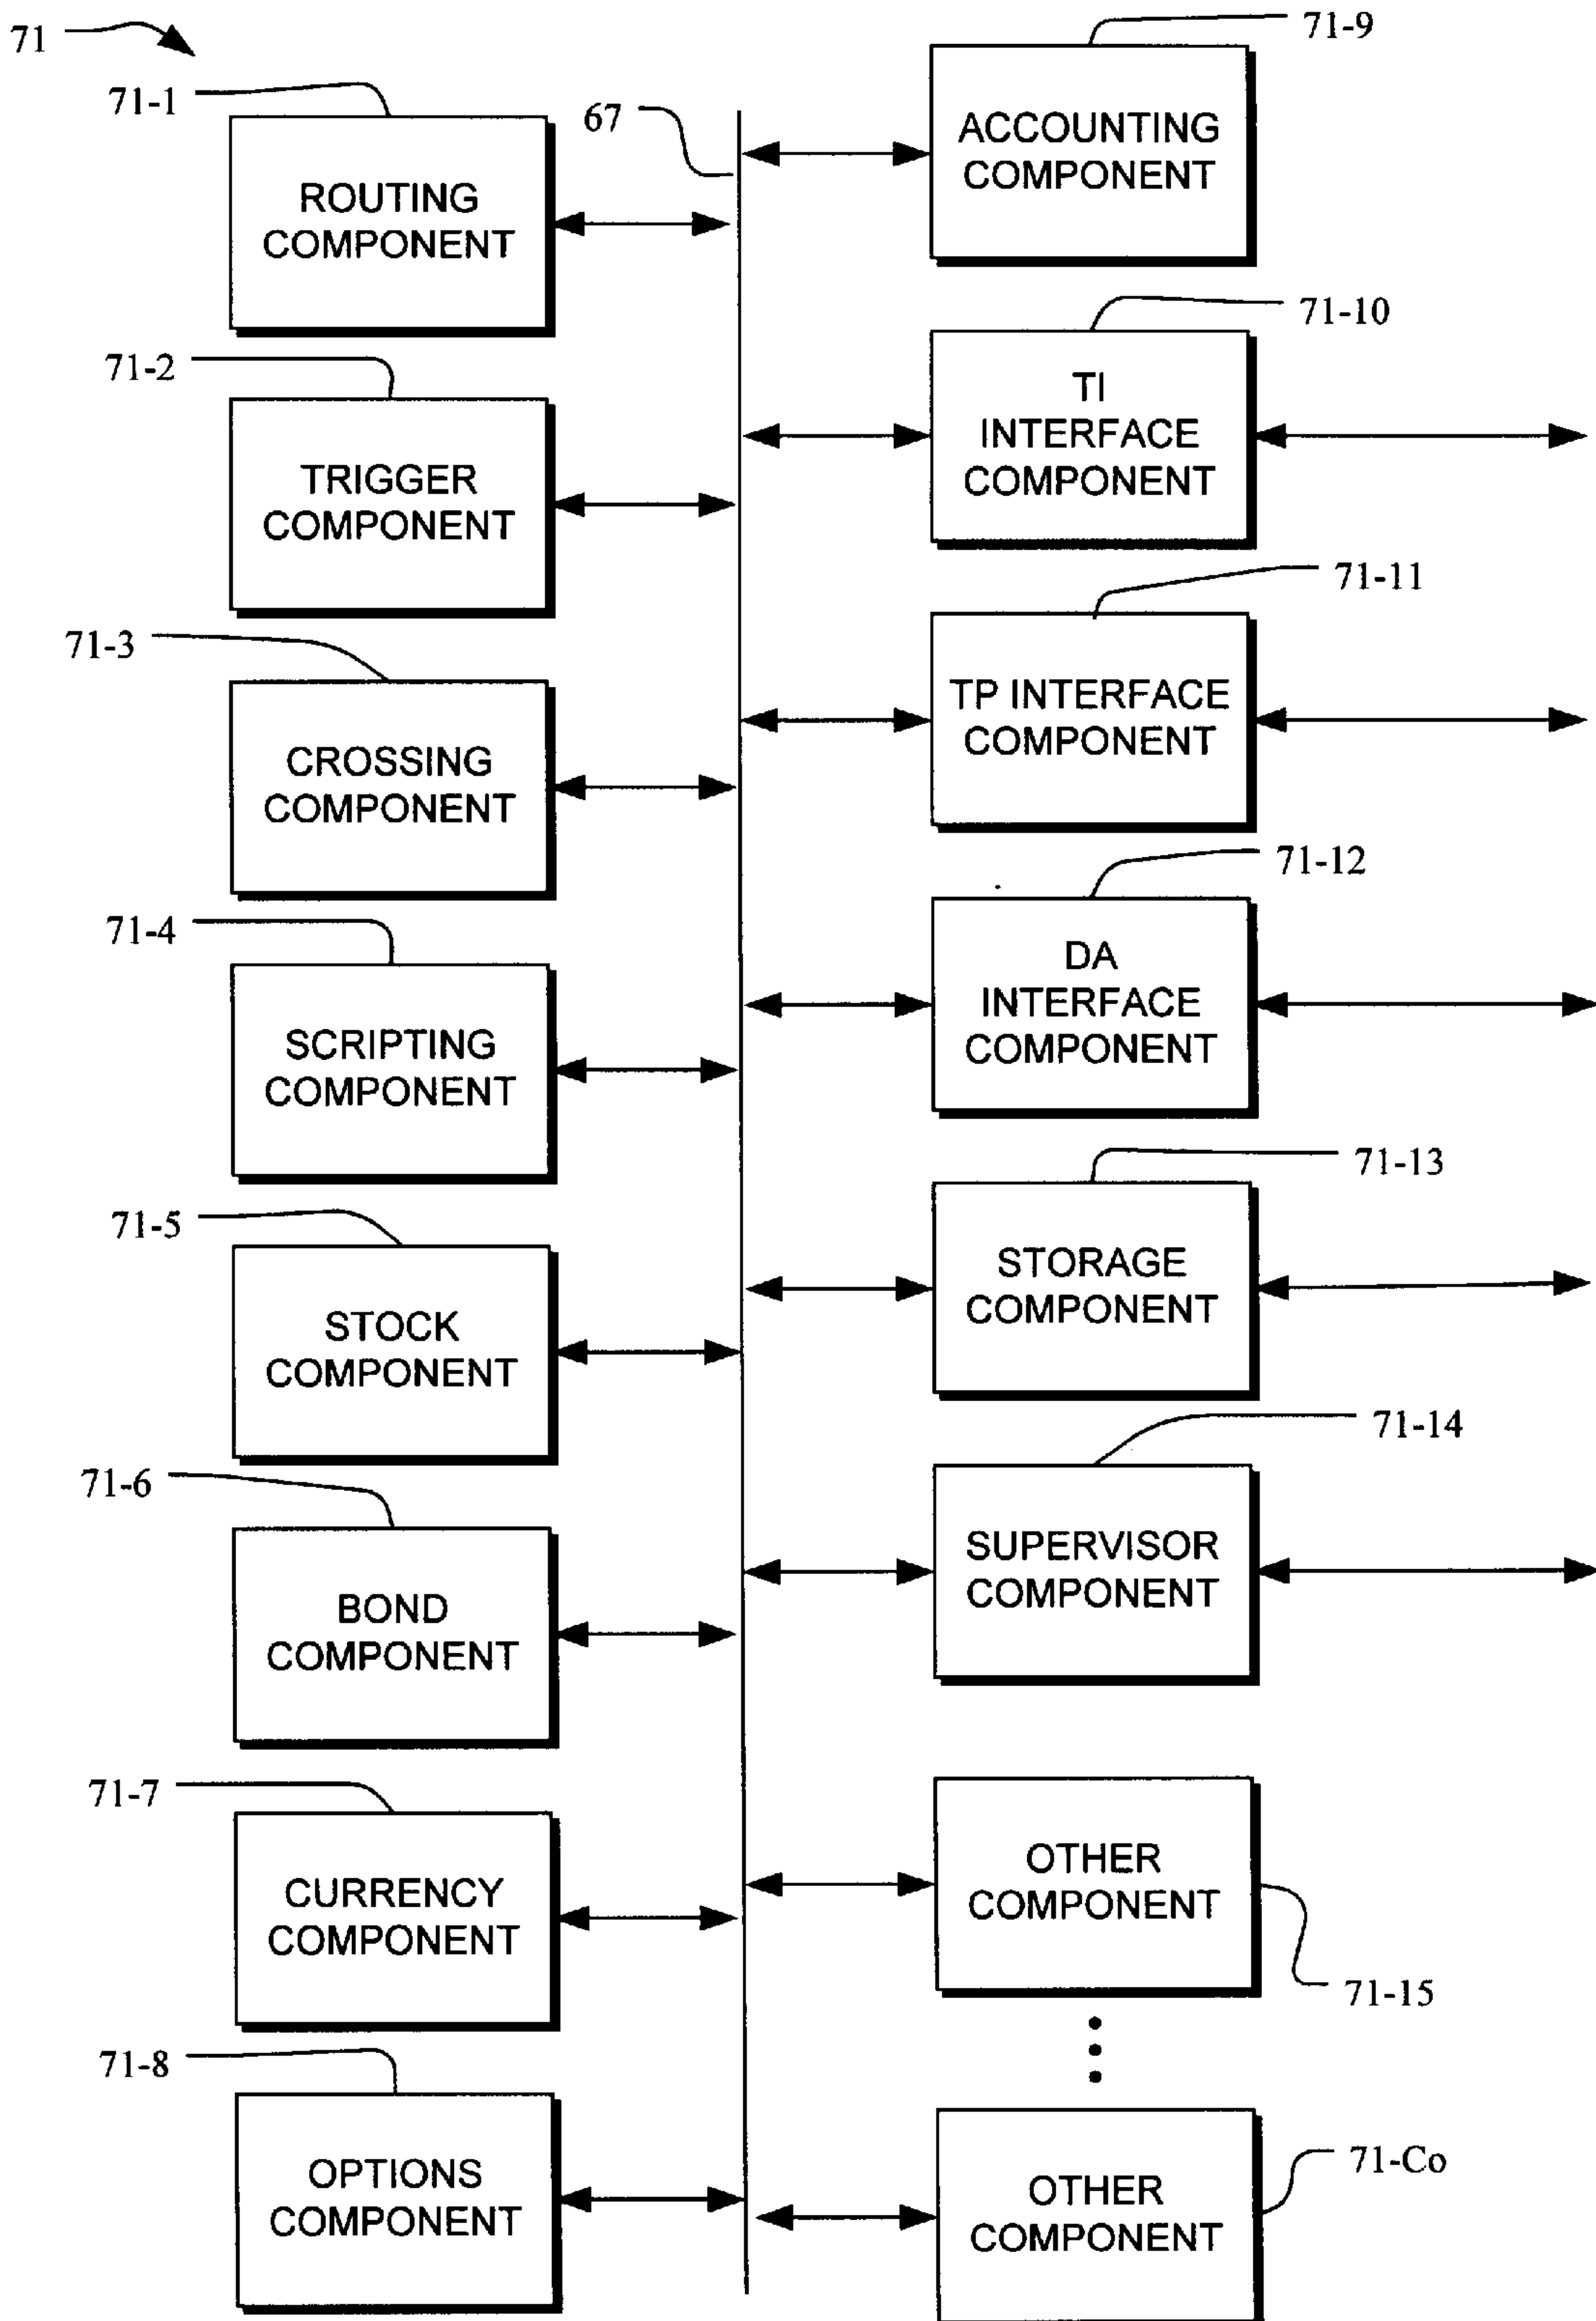 71
71-1
ROUTING
COMPONENT
71-2
TRIGGER
COMPONENT
71-3
CROSSING
COMPONENT
71-4
SCRIPTING
COMPONENT
71-5
STOCK
COMPONENT
71-6
BOND
COMPONENT
71-7
CURRENCY
COMPONENT
71-8
OPTIONS
COMPONENT
67
71-9
ACCOUNTING
COMPONENT
71-10
TI
INTERFACE
COMPONENT
71-11
TP INTERFACE
COMPONENT
71-12
DA
INTERFACE
COMPONENT
71-13
STORAGE
COMPONENT
71-14
SUPERVISOR
COMPONENT
OTHER
COMPONENT
71-15
71-Co
OTHER
COMPONENT